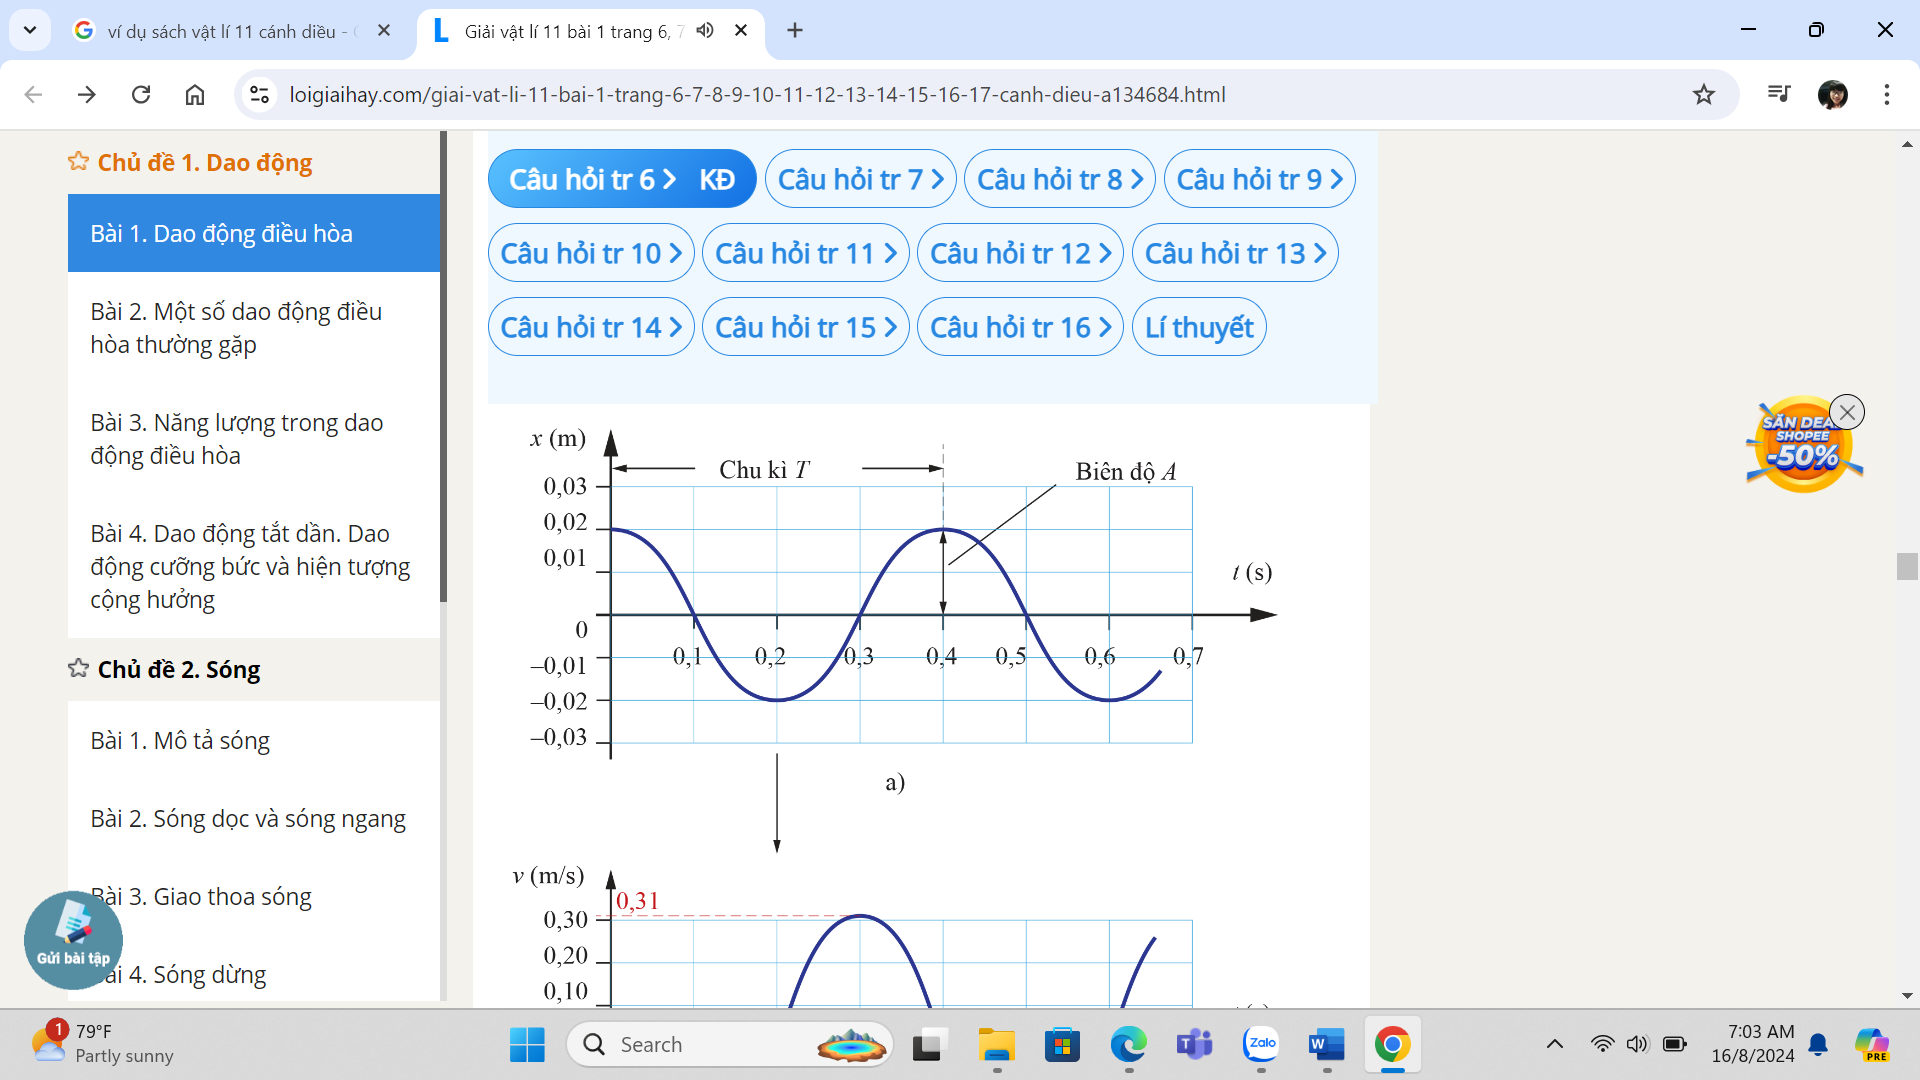 ví dụ sách vật lí 11 cánh diều -
Giải vật lí 11 bài 1 trang 6, 7
loigiaihay.com/giai-vat-li-11-bai-1-trang-6-7-8-9-10-11-12-13-14-15-16-17-canh-dieu-a134684.html
Chủ đề 1. Dao động
Bài 1. Dao động điều hòa
Bài 2. Một số dao động điều
hòa thường gặp
Bài 3. Năng lượng trong dao
động điều hòa
Bài 4. Dao động tắt dần. Dao
động cưỡng bức và hiện tượng
cộng hưởng
Chủ đề 2. Sóng
Bài 1. Mô tả sóng
Bài 2. Sóng dọc và sóng ngang
Bài 3. Giao thoa sóng
ài 4. Sóng dừng
Gửi bài tập
Câu hỏi tr 6 > KĐ
Câu hỏi tr 7 >
Câu hỏi tr 8 >
Câu hỏi tr 9 >
Câu hỏi tr 10 >
Câu hỏi tr 11 >
Câu hỏi tr 12 >
Câu hỏi tr 13 >
Câu hỏi tr 14 >
Câu hỏi tr 15 >
Câu hỏi tr 16 >
Lí thuyết
x (m)
Chu kì T
Biên độ A
0,03
0,02
0,01
0
–0,01
–0,02
–0,03
t (s)
0,1 0,2 0,3 0,4 0,5 0,6 0,7
a)
v (m/s)
0,31
0,30
0,20
0,10
SĂN DEA
SHOPEE
-50%
1
79°F
Partly sunny
Search
Zalo
W
T
7:03 AM
16/8/2024
PRE